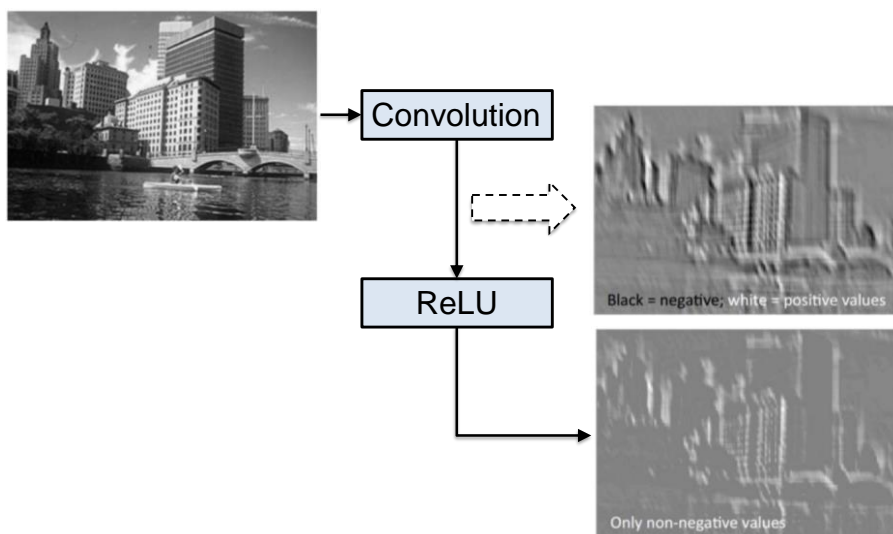 Convolution
ReLU
Black = negative; white = positive values
Only non-negative values